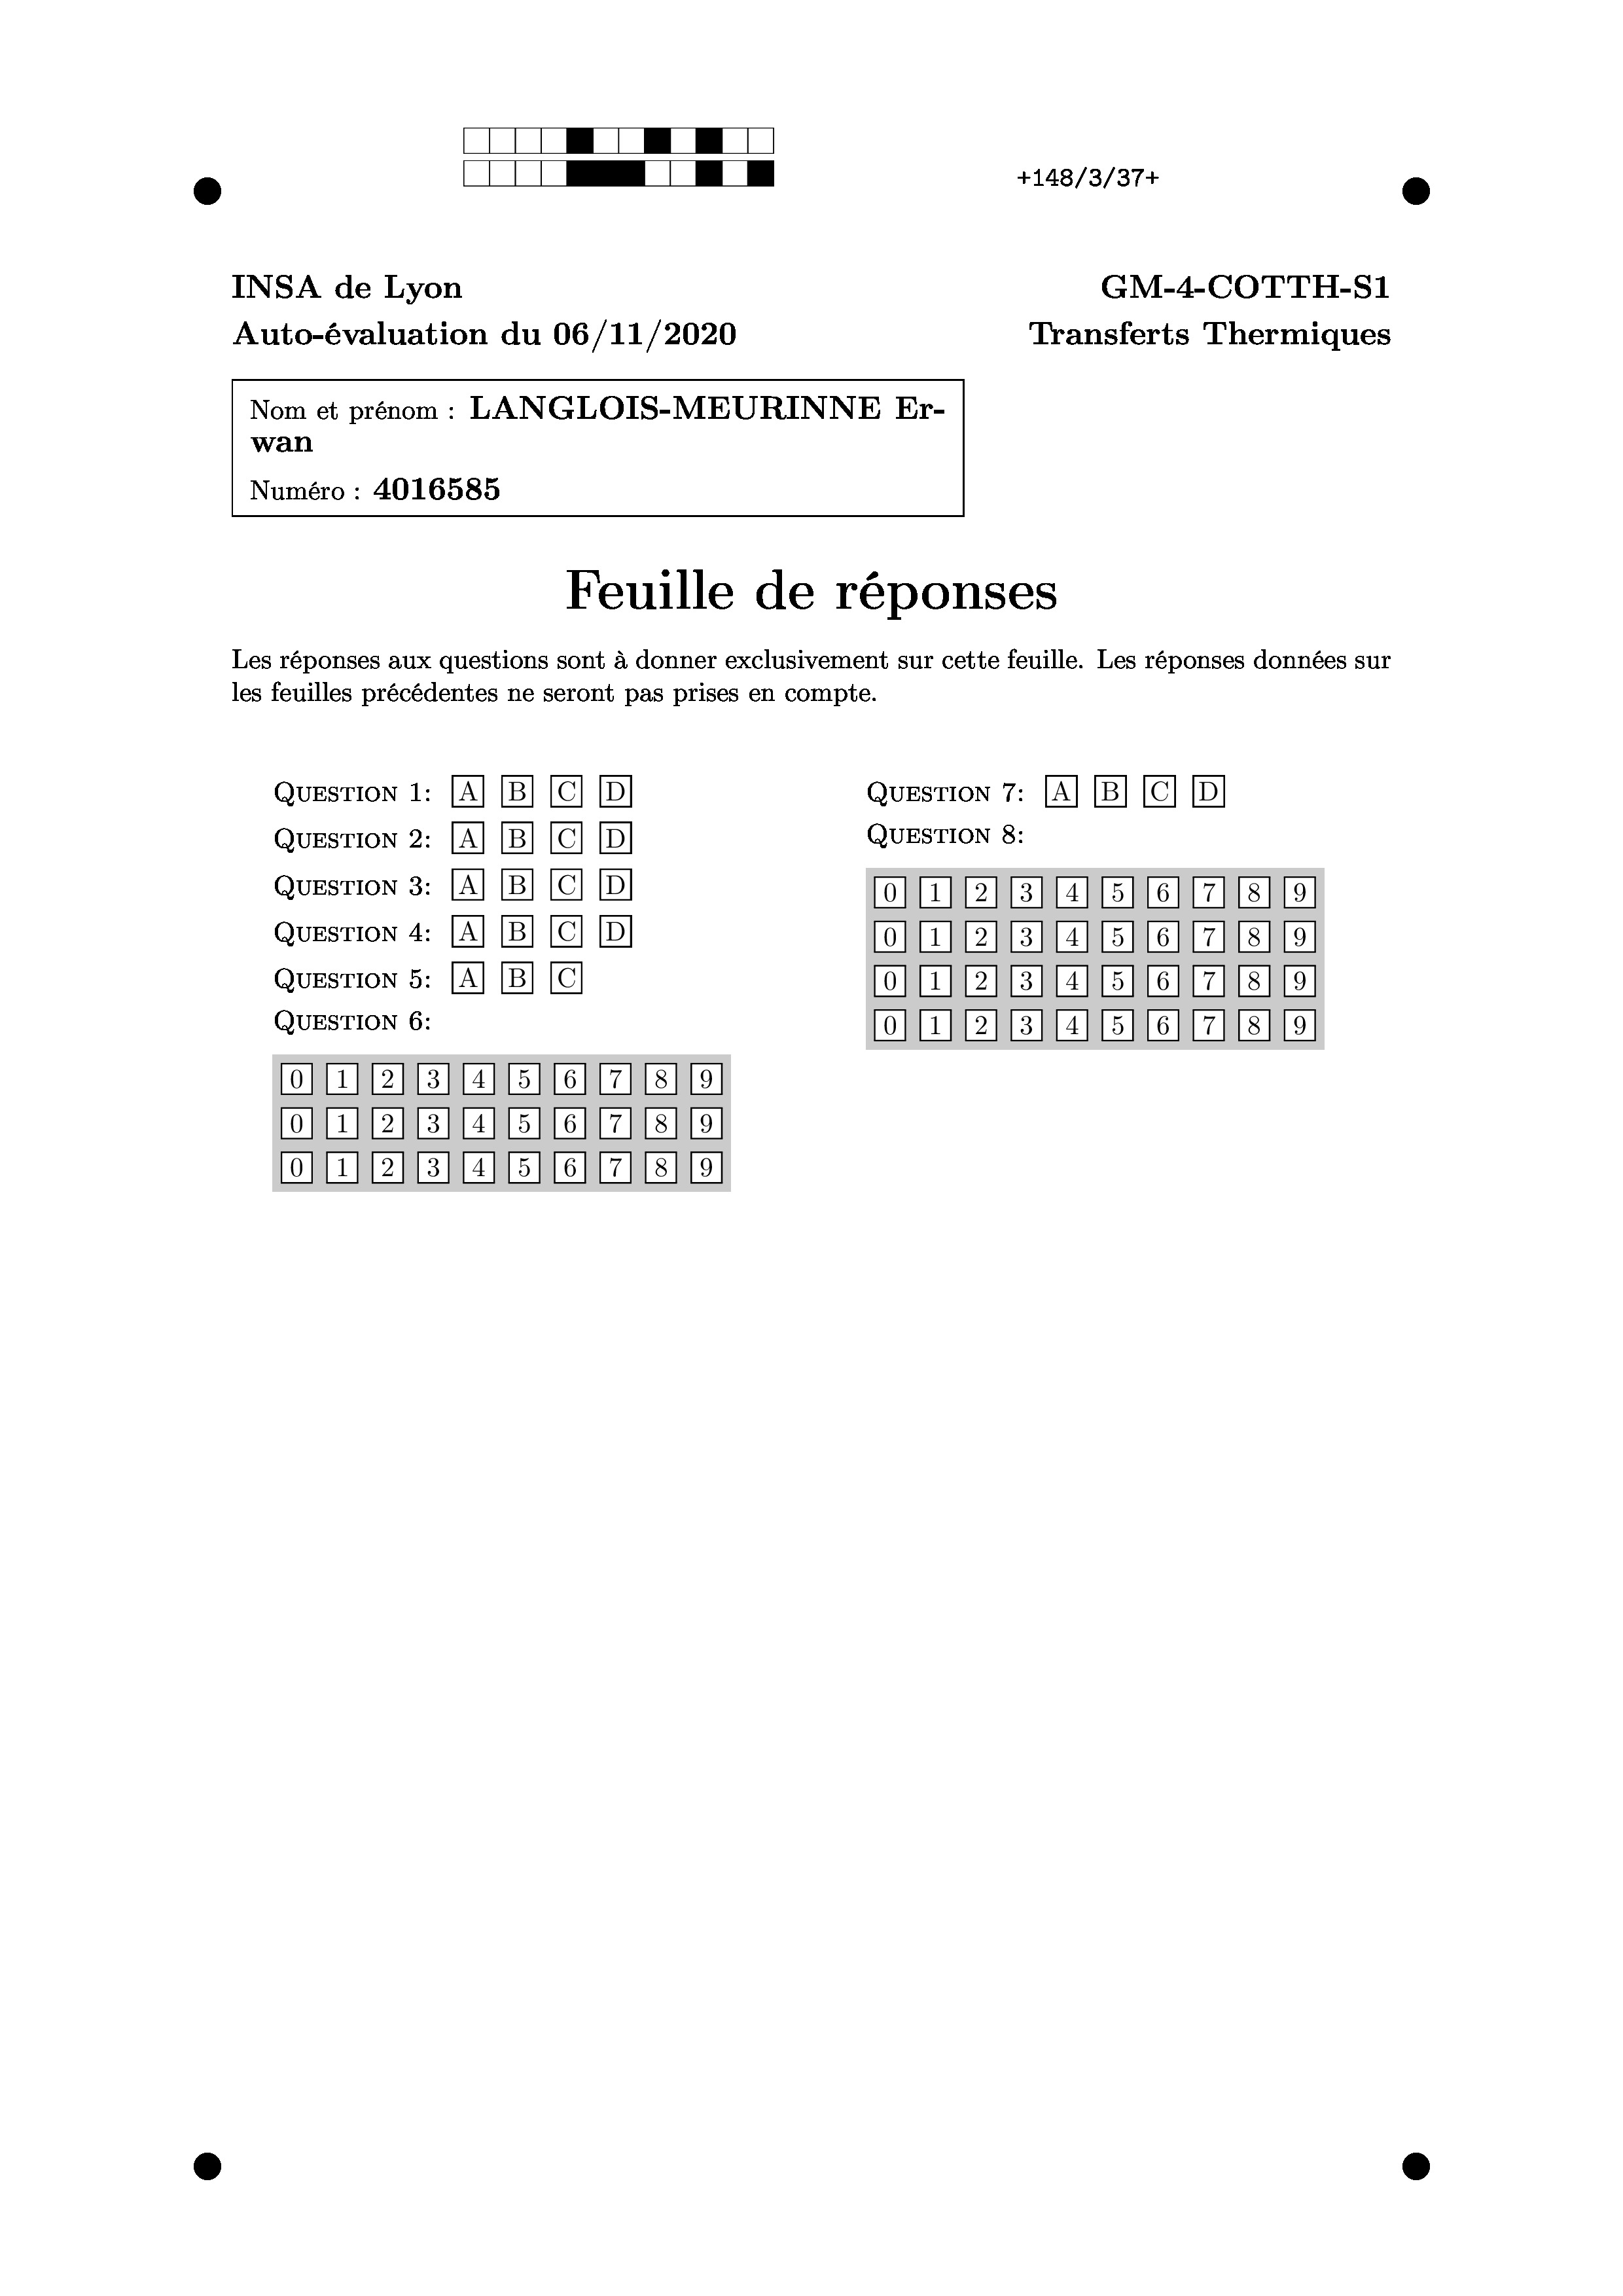 +148/3/37+
INSA de Lyon GM-4-COTTH-S1
Auto-évaluation du 06/11/2020 Transferts Thermiques
Nom et prénom : LANGLOIS-MEURINNE Er-
wan
Numéro : 4016585
Feuille de réponses
Les réponses aux questions sont à donner exclusivement sur cette feuille. Les réponses données sur
les feuilles précédentes ne seront pas prises en compte.
QUESTION 1: A B C D
QUESTION 2: A B C D
QUESTION 3: A B C D
QUESTION 4: A B C D
QUESTION 5: A B C
QUESTION 6:
0 1 2 3 4 5 6 7 8 9
0 1 2 3 4 5 6 7 8 9
0 1 2 3 4 5 6 7 8 9
QUESTION 7: A B C D
QUESTION 8:
0 1 2 3 4 5 6 7 8 9
0 1 2 3 4 5 6 7 8 9
0 1 2 3 4 5 6 7 8 9
0 1 2 3 4 5 6 7 8 9